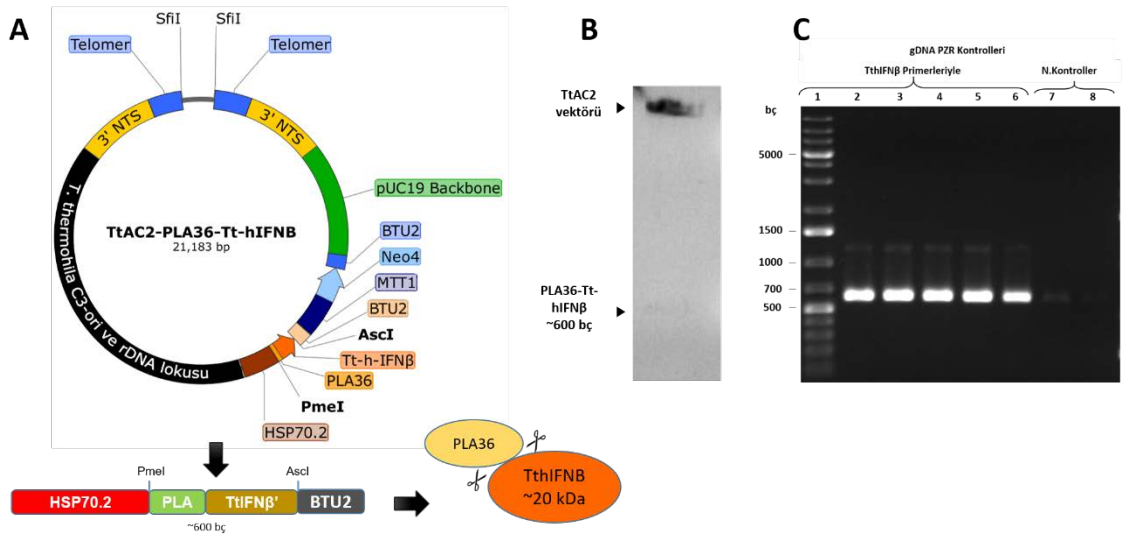 A
SfiI
SfiI
Telomer
Telomer
3' NTS
3' NTS
pUC19 Backbone
T. thermohila C3-ori ve rDNA lokusu
TtAC2-PLA36-Tt-hIFNB
21,183 bp
BTU2
Neo4
MTT1
BTU2
AscI
Tt-h-IFNβ
PLA36
PmeI
HSP70.2
PmeI
AscI
HSP70.2
PLA
TtIFNβ'
BTU2
~600 bç
PLA36
TthIFNB
~20 kDa
B
TtAC2
vektörü
PLA36-Tt-
hIFNβ
~600 bç
C
gDNA PZR Kontrolleri
TthIFNβ Primerleriyle
N.Kontroller
1 2 3 4 5 6 7 8
bç
5000
1500
1000
700
500